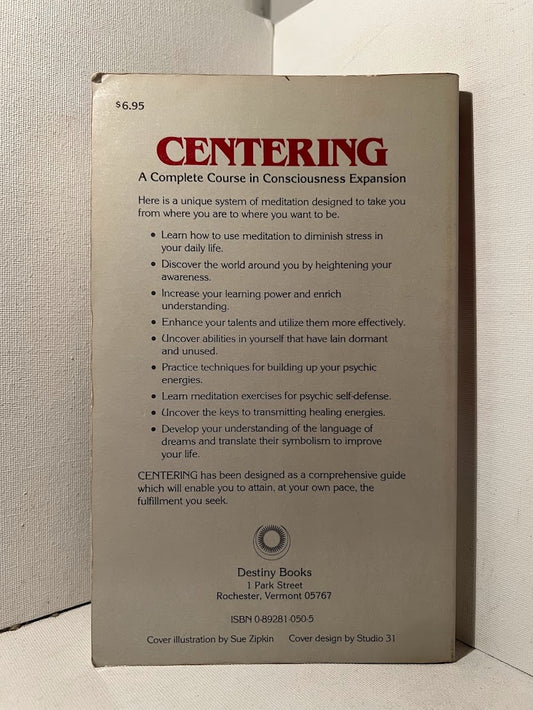 $6.95
CENTERING
A Complete Course in Consciousness Expansion
Here is a unique system of meditation designed to take you
from where you are to where you want to be.
• Learn how to use meditation to diminish stress in
your daily life.
• Discover the world around you by heightening your
awareness.
• Increase your learning power and enrich
understanding.
• Enhance your talents and utilize them more effectively.
• Uncover abilities in yourself that have lain dormant
and unused.
• Practice techniques for building up your psychic
energies.
• Learn meditation exercises for psychic self-defense.
• Uncover the keys to transmitting healing energies.
• Develop your understanding of the language of
dreams and translate their symbolism to improve
your life.
CENTERING has been designed as a comprehensive guide
which will enable you to attain, at your own pace, the
fulfillment you seek.
Destiny Books
1 Park Street
Rochester, Vermont 05767
ISBN 0-89281-050-5
Cover illustration by Sue Zipkin Cover design by Studio 31